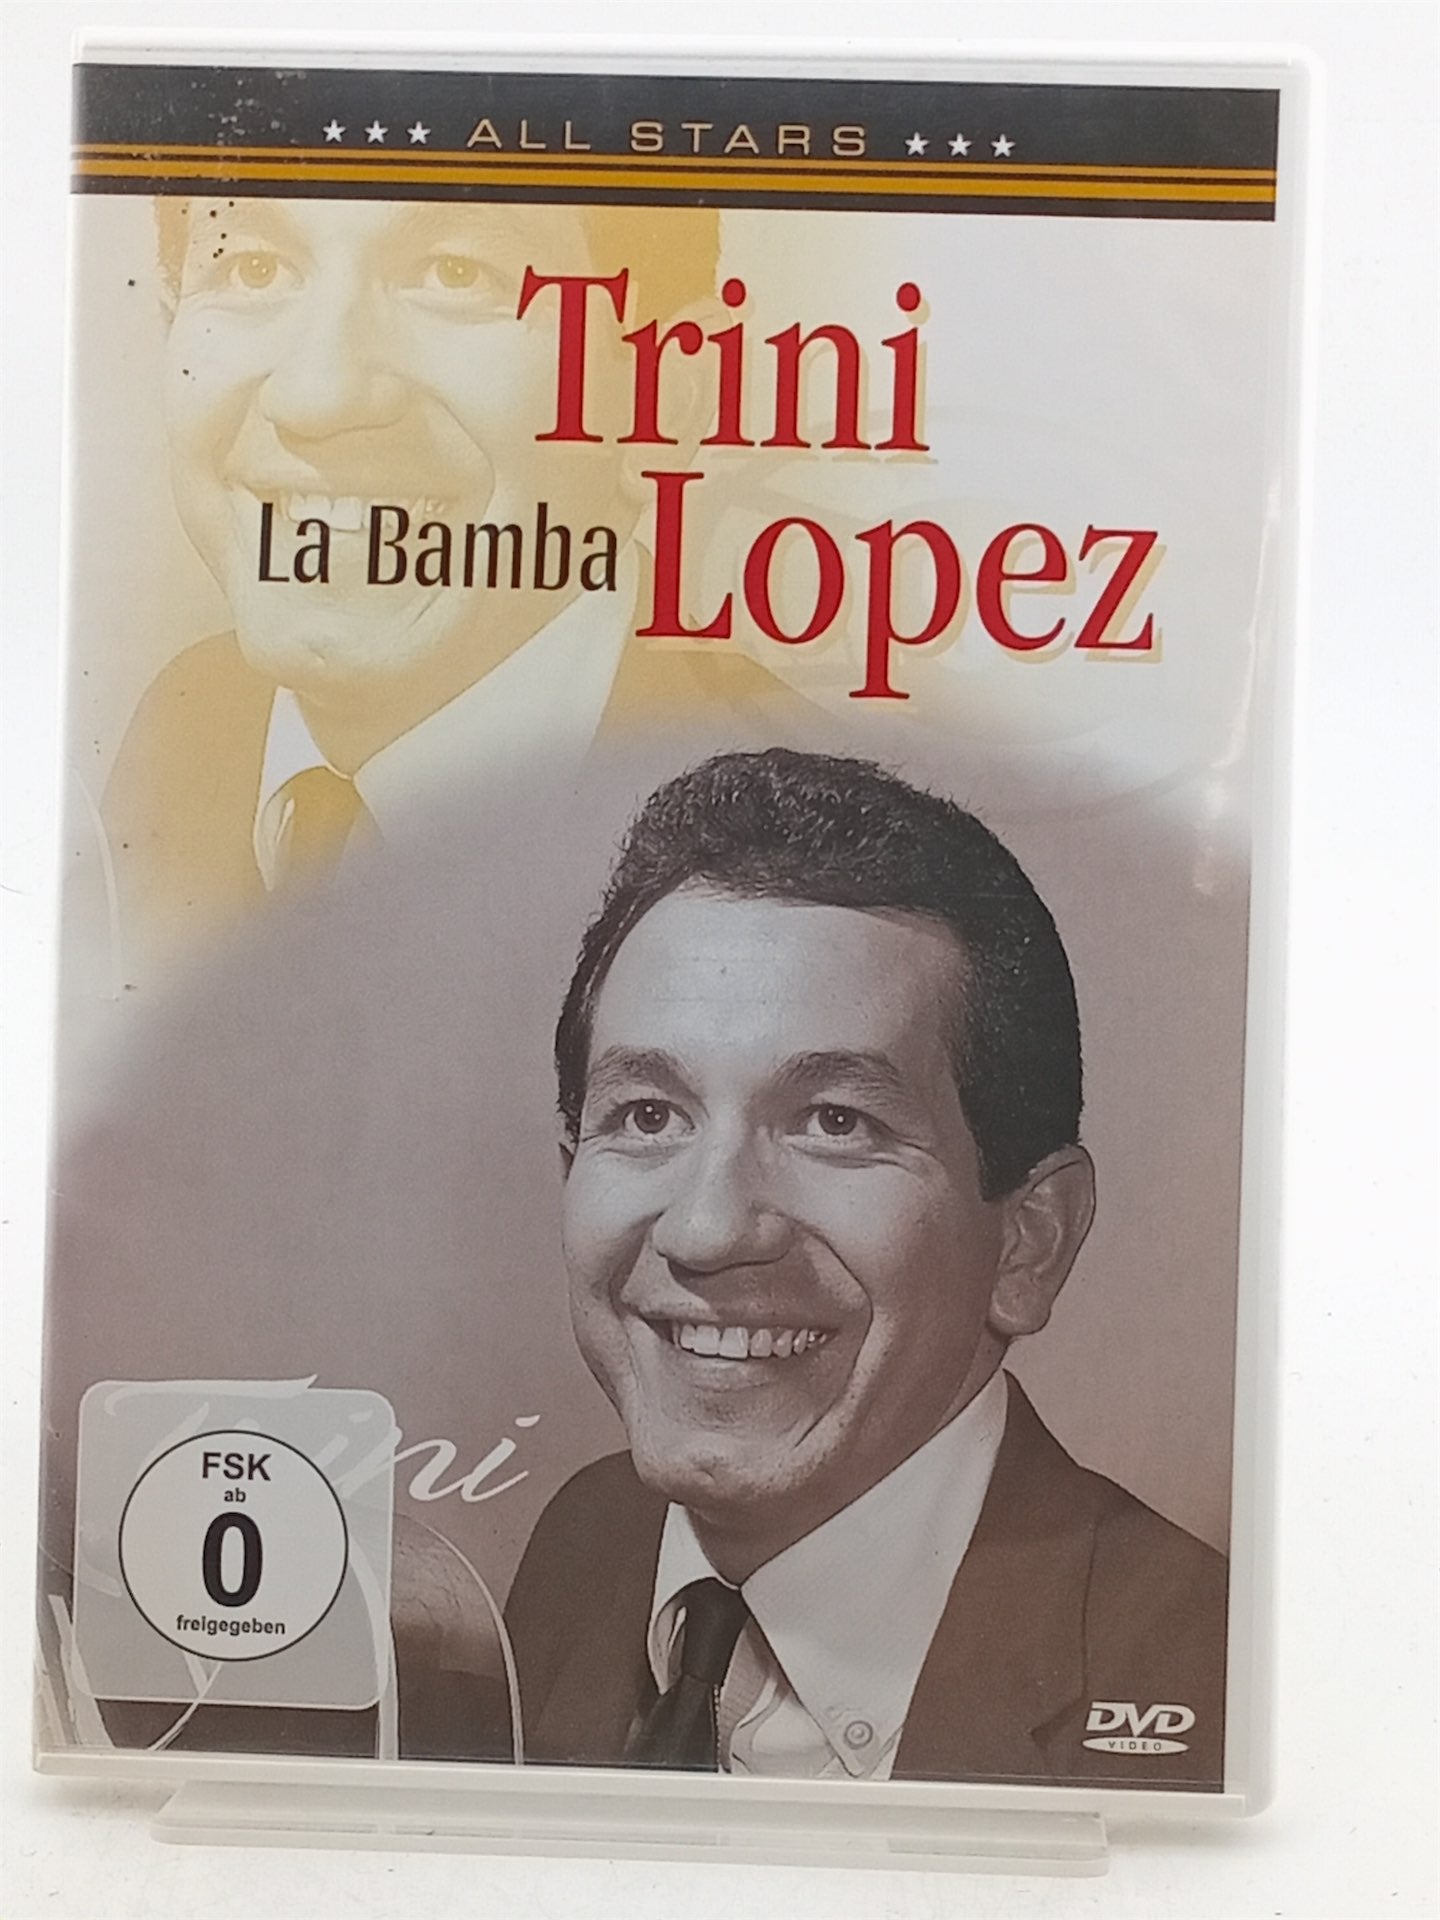 ★ ★ ★ ALL STARS ★ ★ ★
Trini
La Bamba Lopez
Trini
FSK
ab
0
freigegeben
DVD
VIDEO